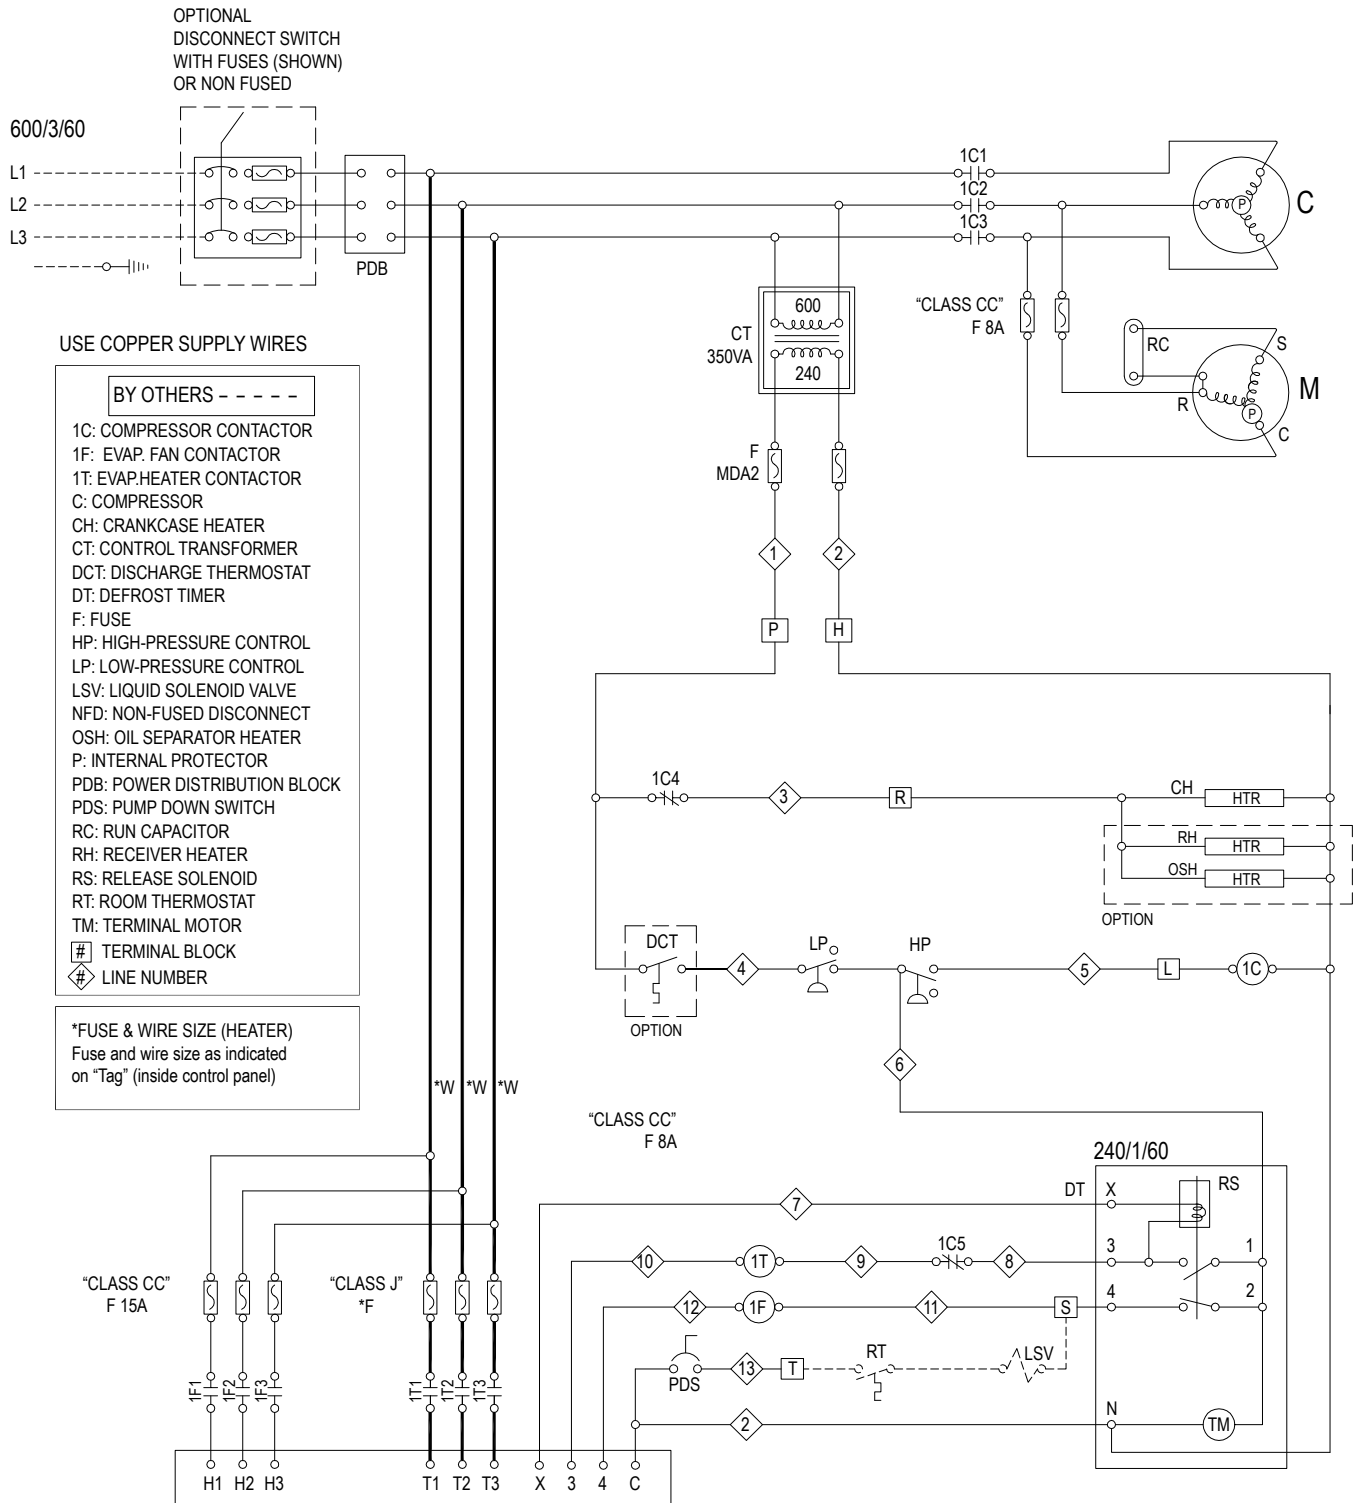 OPTIONAL
DISCONNECT SWITCH
WITH FUSES (SHOWN)
OR NON FUSED
600/3/60
L1
L2
L3
PDB
1C1
1C2
1C3
P
C
"CLASS CC"
F 8A
600
CT
350VA
240
RC
S
R
P
C
M
F
MDA2
1
2
P
H
USE COPPER SUPPLY WIRES
BY OTHERS - - - - -
1C: COMPRESSOR CONTACTOR
1F: EVAP. FAN CONTACTOR
1T: EVAP.HEATER CONTACTOR
C: COMPRESSOR
CH: CRANKCASE HEATER
CT: CONTROL TRANSFORMER
DCT: DISCHARGE THERMOSTAT
DT: DEFROST TIMER
F: FUSE
HP: HIGH-PRESSURE CONTROL
LP: LOW-PRESSURE CONTROL
LSV: LIQUID SOLENOID VALVE
NFD: NON-FUSED DISCONNECT
OSH: OIL SEPARATOR HEATER
P: INTERNAL PROTECTOR
PDB: POWER DISTRIBUTION BLOCK
PDS: PUMP DOWN SWITCH
RC: RUN CAPACITOR
RH: RECEIVER HEATER
RS: RELEASE SOLENOID
RT: ROOM THERMOSTAT
TM: TERMINAL MOTOR
# TERMINAL BLOCK
# LINE NUMBER
*FUSE & WIRE SIZE (HEATER)
Fuse and wire size as indicated
on "Tag" (inside control panel)
1C4
3
R
CH
HTR
RH
HTR
OSH
HTR
OPTION
DCT
OPTION
4
LP
HP
5
L
1C
6
*W *W *W
"CLASS CC"
F 8A
240/1/60
DT
X
RS
7
10
1T
9
1C5
8
3
1
12
1F
11
S
4
2
PDS
13
T
RT
LSV
2
N
TM
"CLASS CC"
F 15A
"CLASS J"
*F
1F1
1F2
1F3
1T1
1T2
1T3
H1 H2 H3 T1 T2 T3 X 3 4 C